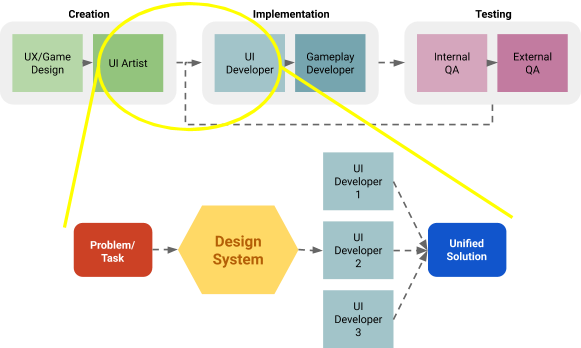 Creation
Implementation
Testing
UX/Game
Design
UI Artist
UI
Developer
Gameplay
Developer
Internal
QA
External
QA
UI
Developer
1
Problem/
Task
Design
System
UI
Developer
2
Unified
Solution
UI
Developer
3